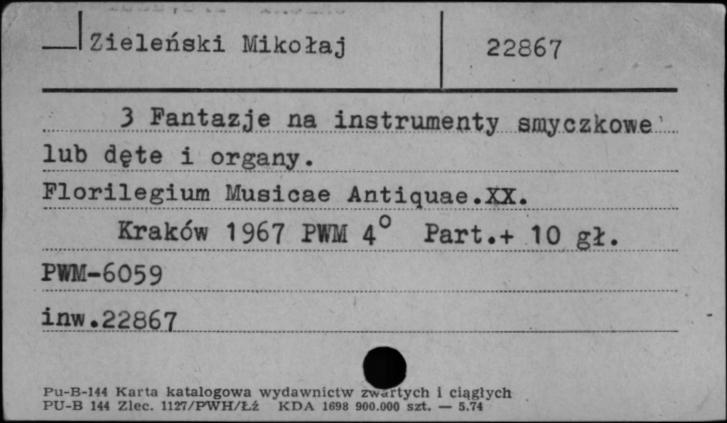 Zieleński Mikołaj 22867
3 Fantazje na instrumenty smyczkowe
lub dęte i organy.
Florilegium Musicae Antiquae.XX.
Kraków 1967 PWM 4° Part.+ 10 gł.
PWM-6059
inw.22867
Pu-B-144 Karta katalogowa wydawnictw zwartych i ciągłych
PU-B 144 Zlec. 1127/PWH/Łź KDA 1698 900.000 szt. — 5.74